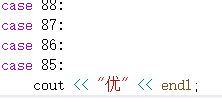 case 88:
case 87:
case 86:
case 85:
cout << "优" << endl;